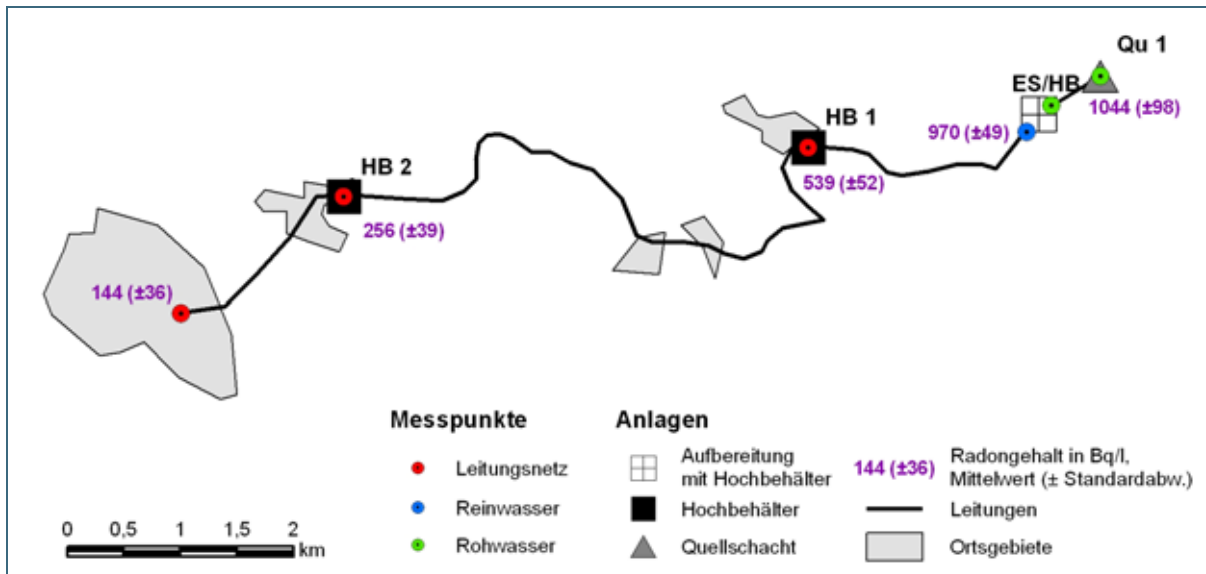 Qu 1
ES/HB
1044 (±98)
970 (±49)
HB 1
539 (±52)
HB 2
256 (±39)
144 (±36)
Messpunkte
Leitungsnetz
Reinwasser
Rohwasser
Anlagen
Aufbereitung
mit Hochbehälter
Hochbehälter
Quellschacht
144 (±36)
Radongehalt in Bq/l,
Mittelwert (± Standardabw.)
Leitungen
Ortsgebiete
0 0,5 1 1,5 2
km